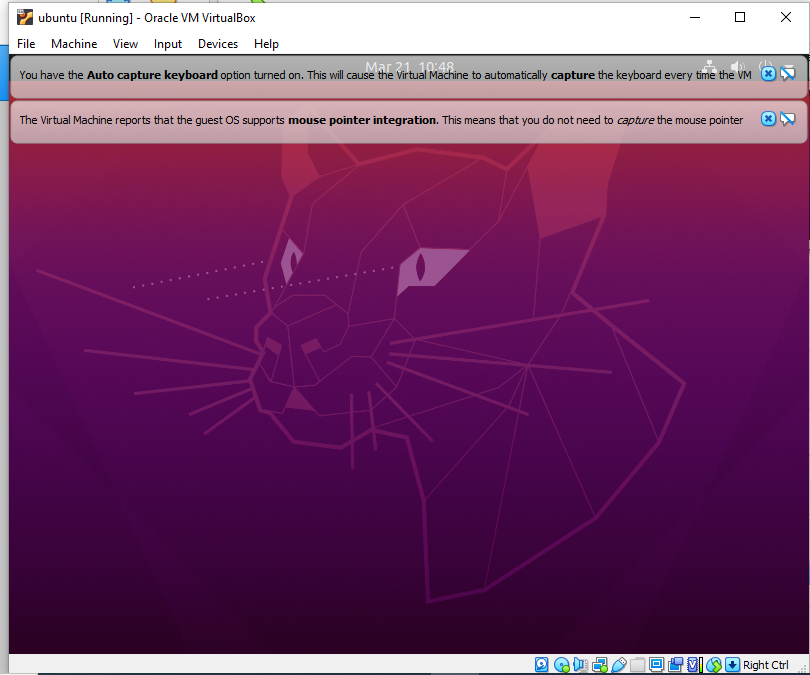 ubuntu [Running] - Oracle VM VirtualBox
File Machine View Input Devices Help
Mar 21 10:48
You have the Auto capture keyboard option turned on. This will cause the Virtual Machine to automatically capture the keyboard every time the VM
The Virtual Machine reports that the guest OS supports mouse pointer integration. This means that you do not need to capture the mouse pointer
Right Ctrl